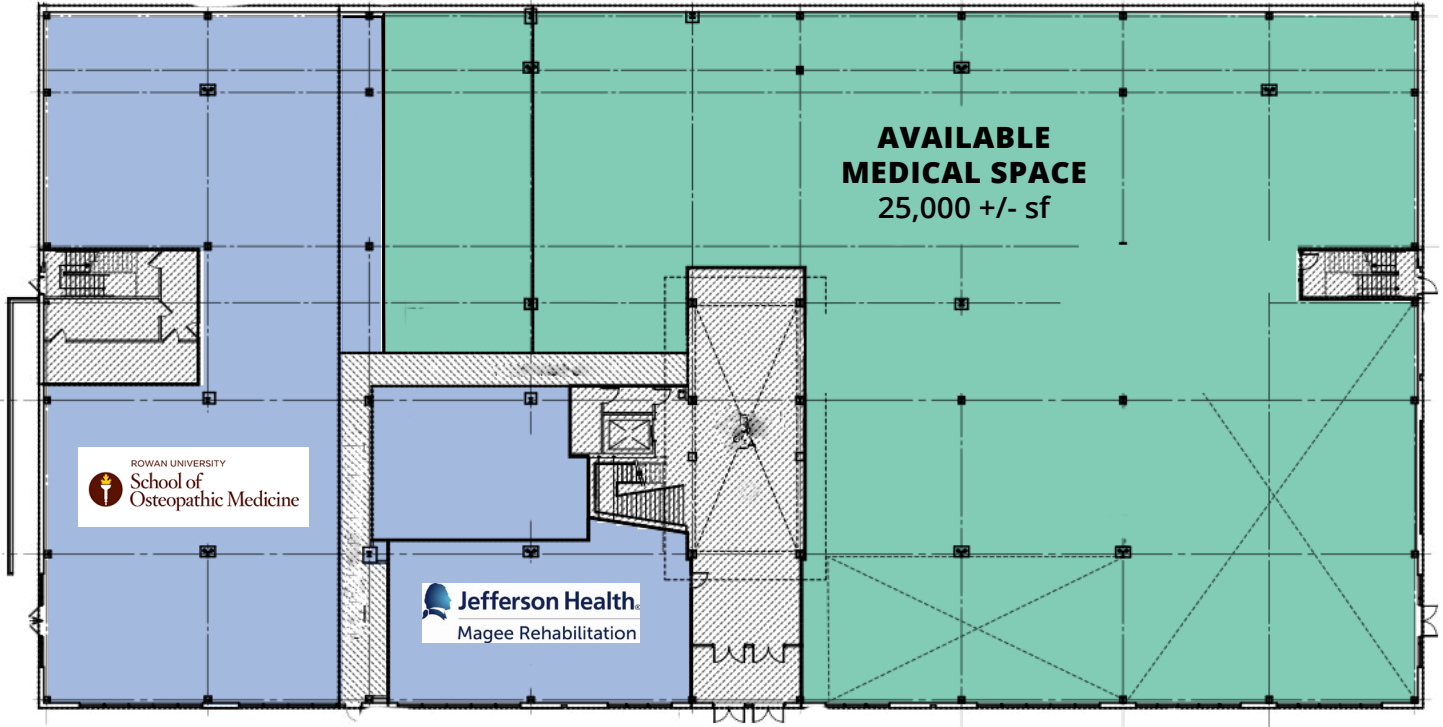 AVAILABLE
MEDICAL SPACE
25,000 +/- sf
ROWAN UNIVERSITY
School of
Osteopathic Medicine
Jefferson Health®
Magee Rehabilitation